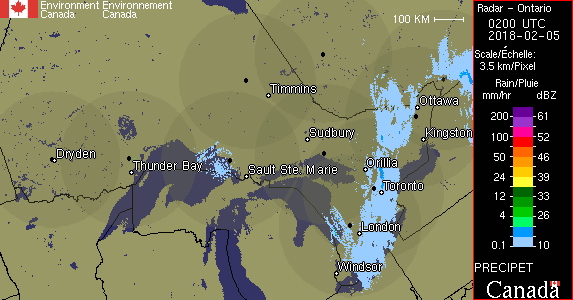 Environment Environnement
Canada Canada
100 KM
Timmins
Ottawa
Sudbury
Kingston
Dryden
Thunder Bay
Sault Ste. Marie
Orillia
Toronto
London
Windsor
Radar - Ontario
0200 UTC
2018-02-05
Scale/Échelle:
3.5 km/Pixel
Rain/Pluie
mm/hr dBZ
200 61
100 52
50 46
24 39
12 33
4 26
0.1 10
PRECIPET
Canada